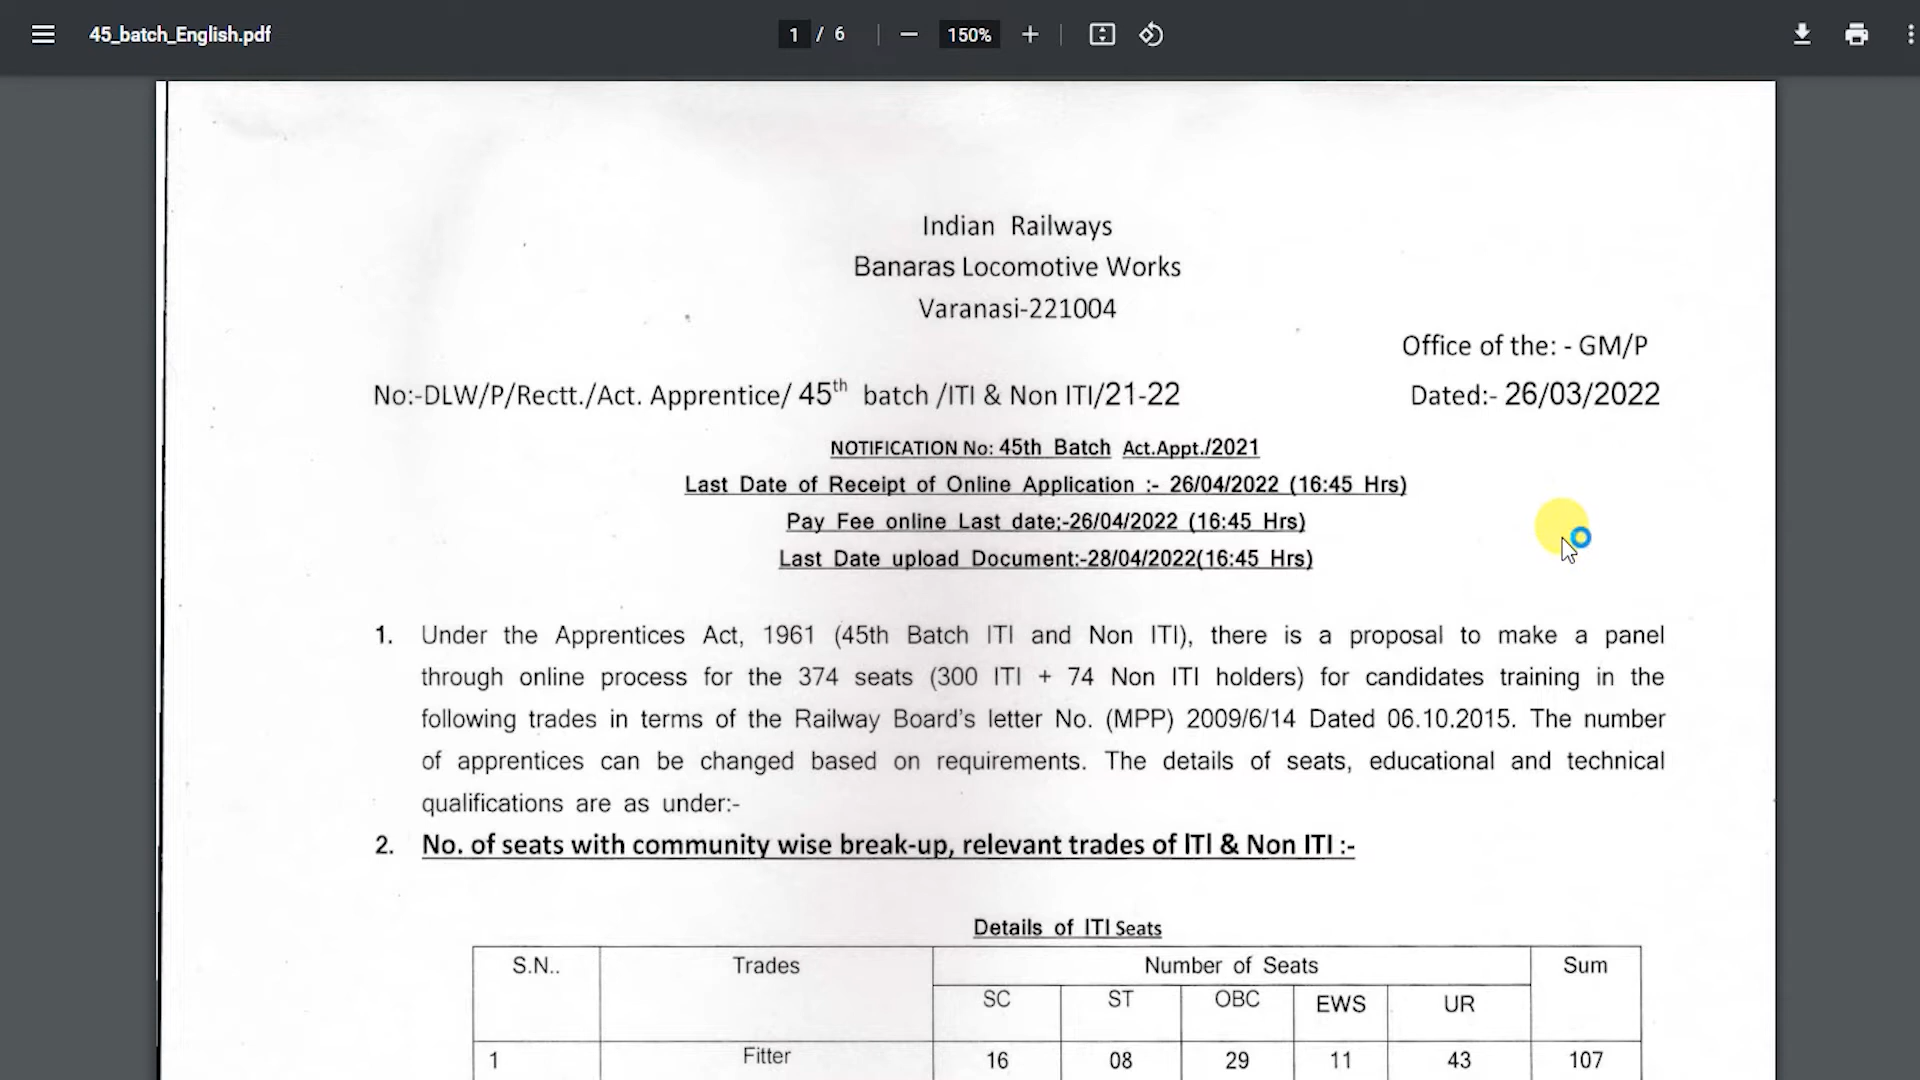 45_batch_English.pdf
1 / 6
150%
Indian Railways
Banaras Locomotive Works
Varanasi-221004
Office of the: - GM/P
No:-DLW/P/Rectt./Act. Apprentice/ 45th batch /ITI & Non ITI/21-22 Dated:- 26/03/2022
NOTIFICATION No: 45th Batch Act.Appt./2021
Last Date of Receipt of Online Application :- 26/04/2022 (16:45 Hrs)
Pay Fee online Last date;-26/04/2022 (16:45 Hrs)
Last Date upload Document:-28/04/2022(16:45 Hrs)
1. Under the Apprentices Act, 1961 (45th Batch ITI and Non ITI), there is a proposal to make a panel
through online process for the 374 seats (300 ITI + 74 Non ITI holders) for candidates training in the
following trades in terms of the Railway Board's letter No. (MPP) 2009/6/14 Dated 06.10.2015. The number
of apprentices can be changed based on requirements. The details of seats, educational and technical
qualifications are as under:-
2. No. of seats with community wise break-up, relevant trades of ITI & Non ITI :-
Details of ITI Seats
S.N.. Trades Number of Seats Sum
SC ST OBC EWS UR
1 Fitter 16 08 29 11 43 107